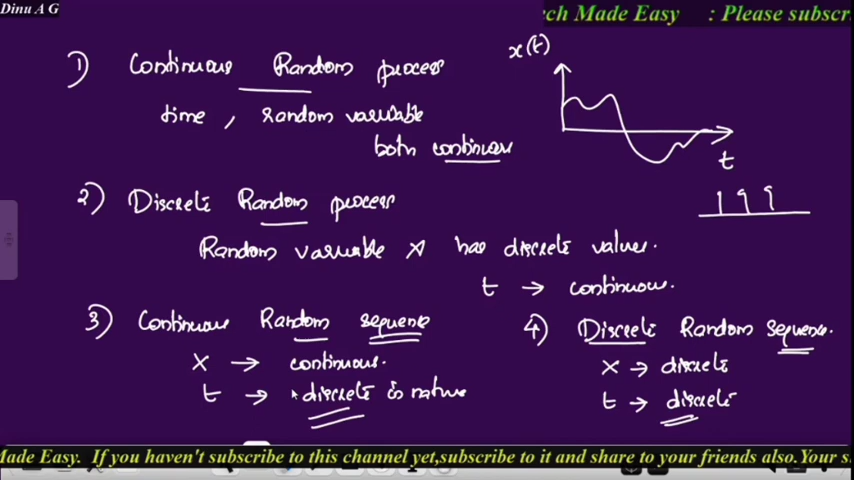 Dinu A G
ch Made Easy : Please subscr
1) Continuous Random process
time , random variable
both continuous
x(t)
t
2) Discrete Random process
Random variable X has discrete values.
t → continuous.
3) Continuous Random sequence
X → continuous.
t → discrete in nature
4) Discrete Random sequence.
X → discrete
t → discrete
Made Easy. If you haven't subscribe to this channel yet,subscribe to it and share to your friends also.Your s